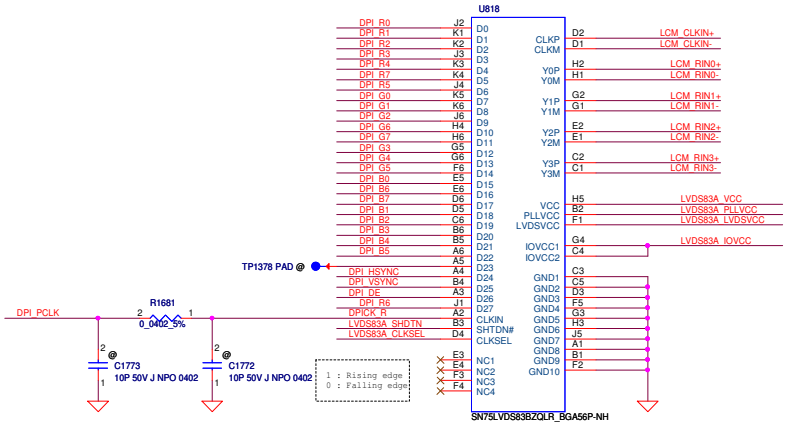 U818
DPI_R0 J2 D0
DPI_R1 K1 D1 CLKP D2 LCM_CLKIN+
DPI_R2 K2 D2 CLKM D1 LCM_CLKIN-
DPI_R3 J3 D3
DPI_R4 K3 D4 Y0P H2 LCM_RIN0+
DPI_R7 K4 D5 Y0M H1 LCM_RIN0-
DPI_R5 J4 D6
DPI_G0 K5 D7 Y1P G2 LCM_RIN1+
DPI_G1 K6 D8 Y1M G1 LCM_RIN1-
DPI_G2 J6 D9
DPI_G6 H4 D10 Y2P E2 LCM_RIN2+
DPI_G7 H6 D11 Y2M E1 LCM_RIN2-
DPI_G3 G5 D12
DPI_G4 G6 D13 Y3P C2 LCM_RIN3+
DPI_G5 F6 D14 Y3M C1 LCM_RIN3-
DPI_B0 E5 D15
DPI_B6 E6 D16
DPI_B7 D6 D17 VCC H5 LVDS83A_VCC
DPI_B1 D5 D18 PLLVCC B2 LVDS83A_PLLVCC
DPI_B2 C6 D19 LVDSVCC F1 LVDS83A_LVDSVCC
DPI_B3 B6 D20
DPI_B4 B5 D21 IOVCC1 G4 LVDS83A_IOVCC
DPI_B5 A6 D22 IOVCC2 C4
TP1378 PAD @ A5 D23
DPI_HSYNC A4 D24 GND1 C3
DPI_VSYNC B4 D25 GND2 C5
DPI_DE A3 D26 GND3 D3
DPI_R6 J1 D27 GND4 F5
DPI_PCLK 2 R1681 1 DPICK_R A2 CLKIN GND5 G3
0_0402_5% LVDS83A_SHDTN B3 SHTDN# GND6 H3
LVDS83A_CLKSEL D4 CLKSEL GND7 J5
GND8 A1
GND9 B1
GND10 F2
2 @ C1773 1
10P 50V J NPO 0402
2 @ C1772 1
10P 50V J NPO 0402
1 : Rising edge
0 : Falling edge
E3 NC1
E4 NC2
F3 NC3
F4 NC4
SN75LVDS83BZQLR_BGA56P-NH